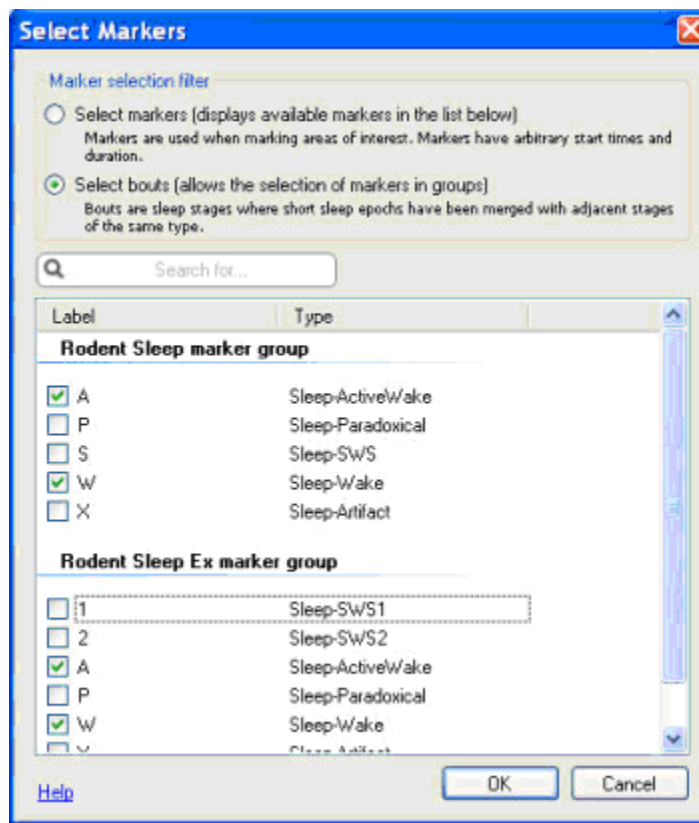 Select Markers
Marker selection filter
Select markers (displays available markers in the list below)
Markers are used when marking areas of interest. Markers have arbitrary start times and
duration.
Select bouts (allows the selection of markers in groups)
Bouts are sleep stages where short sleep epochs have been merged with adjacent stages
of the same type.
Search for...
Label Type
Rodent Sleep marker group
A Sleep-ActiveWake
P Sleep-Paradoxical
S Sleep-SWS
W Sleep-Wake
X Sleep-Artifact
Rodent Sleep Ex marker group
1 Sleep-SWS1
2 Sleep-SWS2
A Sleep-ActiveWake
P Sleep-Paradoxical
W Sleep-Wake
X Sleep-Artifact
Help OK Cancel